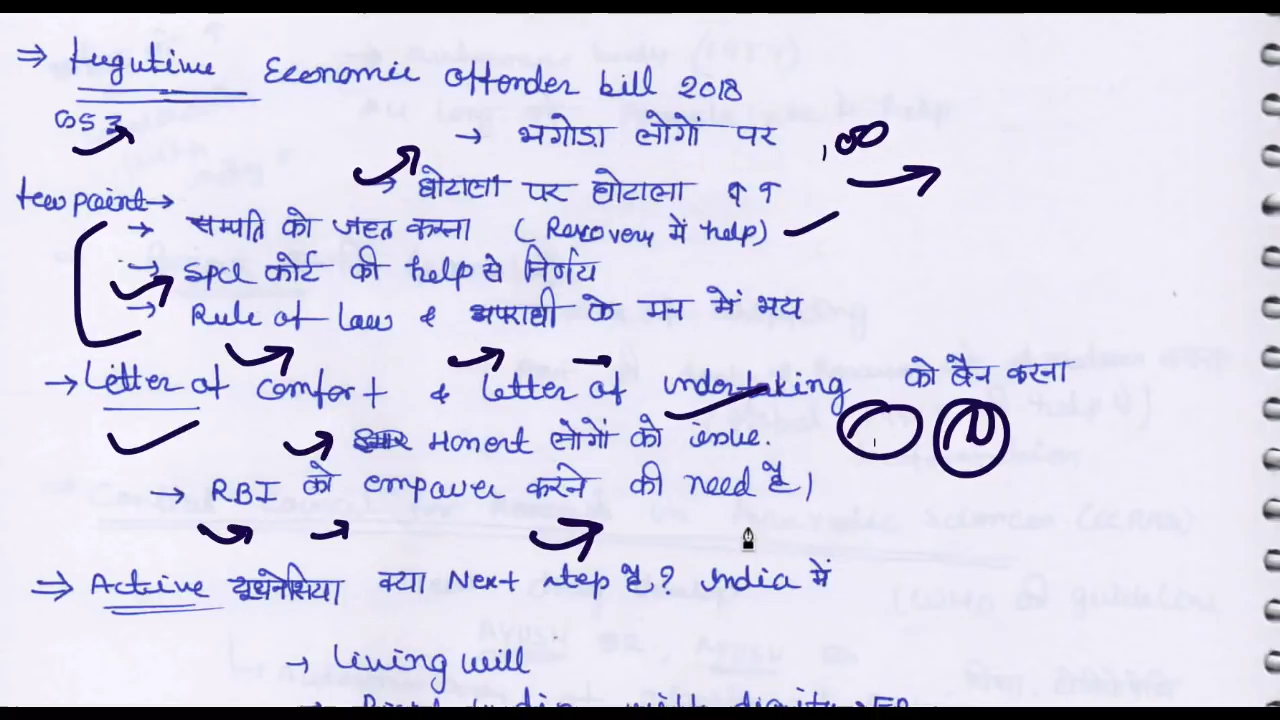 ⇒ Fugutive Economic offender bill 2018
GS 3
→ भगोडा लोगों पर ,100
→ घोटाला पर घोटाला ??
few point →
→ सम्पति को जब्त करना ( Recovery में help)
→ Spcl कोर्ट की help से निर्णय
→ Rule of law & अपराधी के मन में भय
→ Letter of comfort & letter of undertaking को बैन करना
→ Honest लोगों को issue.
→ RBI को empower करने की need है।
⇒ Active यूथेनेसिया क्या Next step है? India में
→ Living will